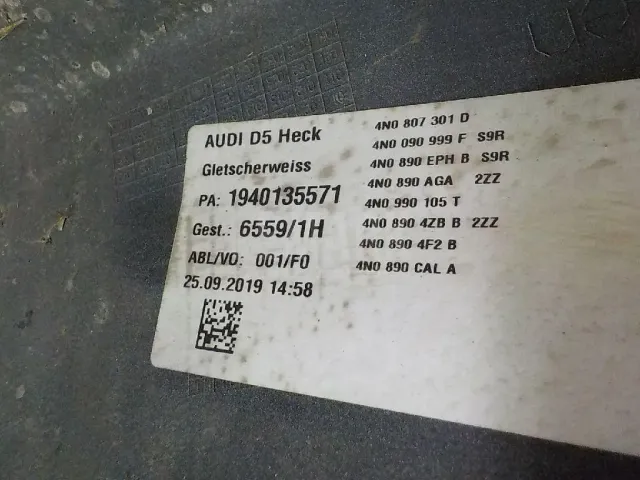 AUDI D5 Heck
Gletscherweiss
PA: 1940135571
Gest.: 6559/1H
ABL/VO: 001/F0
25.09.2019 14:58
4N0 807 301 D
4N0 090 999 F S9R
4N0 890 EPH B S9R
4N0 890 AGA 2ZZ
4N0 990 105 T
4N0 890 4ZB B 2ZZ
4N0 890 4F2 B
4N0 890 CAL A